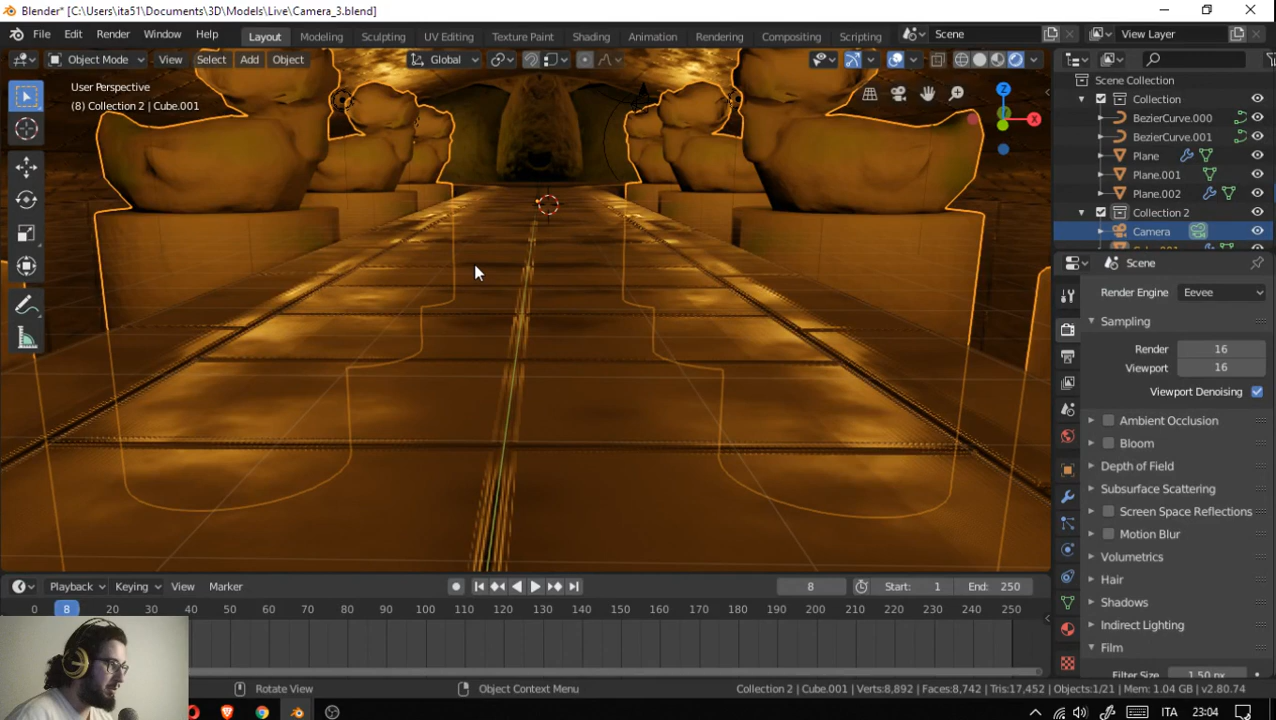 Blender* [C:\Users\ita51\Documents\3D\Models\Live\Camera_3.blend]
File Edit Render Window Help Layout Modeling Sculpting UV Editing Texture Paint Shading Animation Rendering Compositing Scripting Scene View Layer
Object Mode View Select Add Object Global
User Perspective
(8) Collection 2 | Cube.001
Z
X
Scene Collection
Collection
BezierCurve.000
BezierCurve.001
Plane
Plane.001
Plane.002
Collection 2
Camera
Scene
Render Engine Eevee
Sampling
Render 16
Viewport 16
Viewport Denoising
Ambient Occlusion
Bloom
Depth of Field
Subsurface Scattering
Screen Space Reflections
Motion Blur
Volumetrics
Hair
Shadows
Indirect Lighting
Film
Filter Size 1.50 px
Playback Keying View Marker 8 Start: 1 End: 250
0 8 20 30 40 50 60 70 80 90 100 110 120 130 140 150 160 170 180 190 200 210 220 230 240 250
Rotate View Object Context Menu Collection 2 | Cube.001 | Verts:8,892 | Faces:8,742 | Tris:17,452 | Objects:1/21 | Mem: 1.04 GB | v2.80.74
ITA 23:04